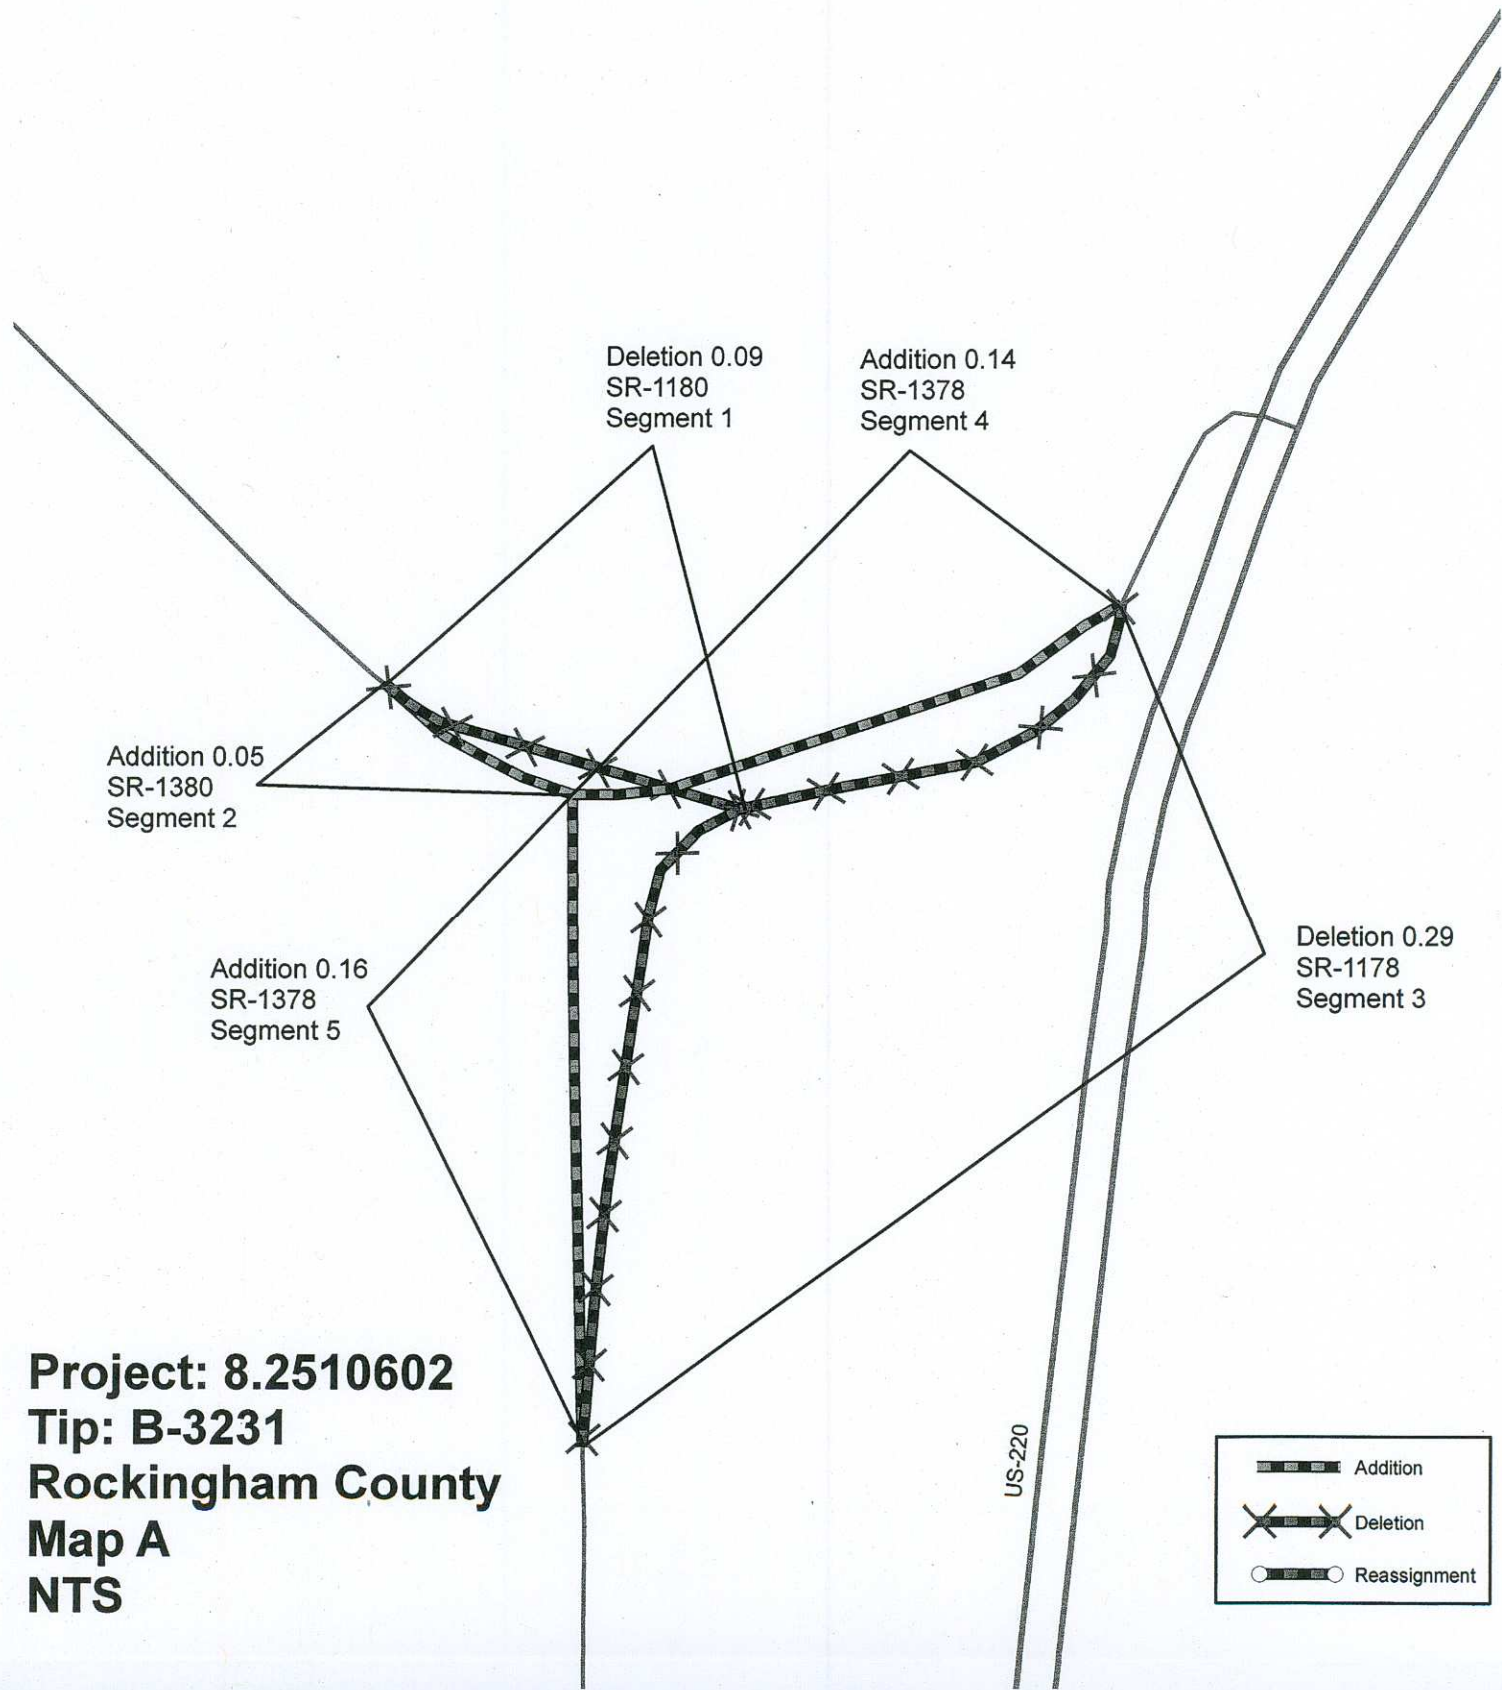 Deletion 0.09
SR-1180
Segment 1
Addition 0.14
SR-1378
Segment 4
Addition 0.05
SR-1380
Segment 2
Addition 0.16
SR-1378
Segment 5
Deletion 0.29
SR-1178
Segment 3
Project: 8.2510602
Tip: B-3231
Rockingham County
Map A
NTS
US-220
Addition
Deletion
Reassignment